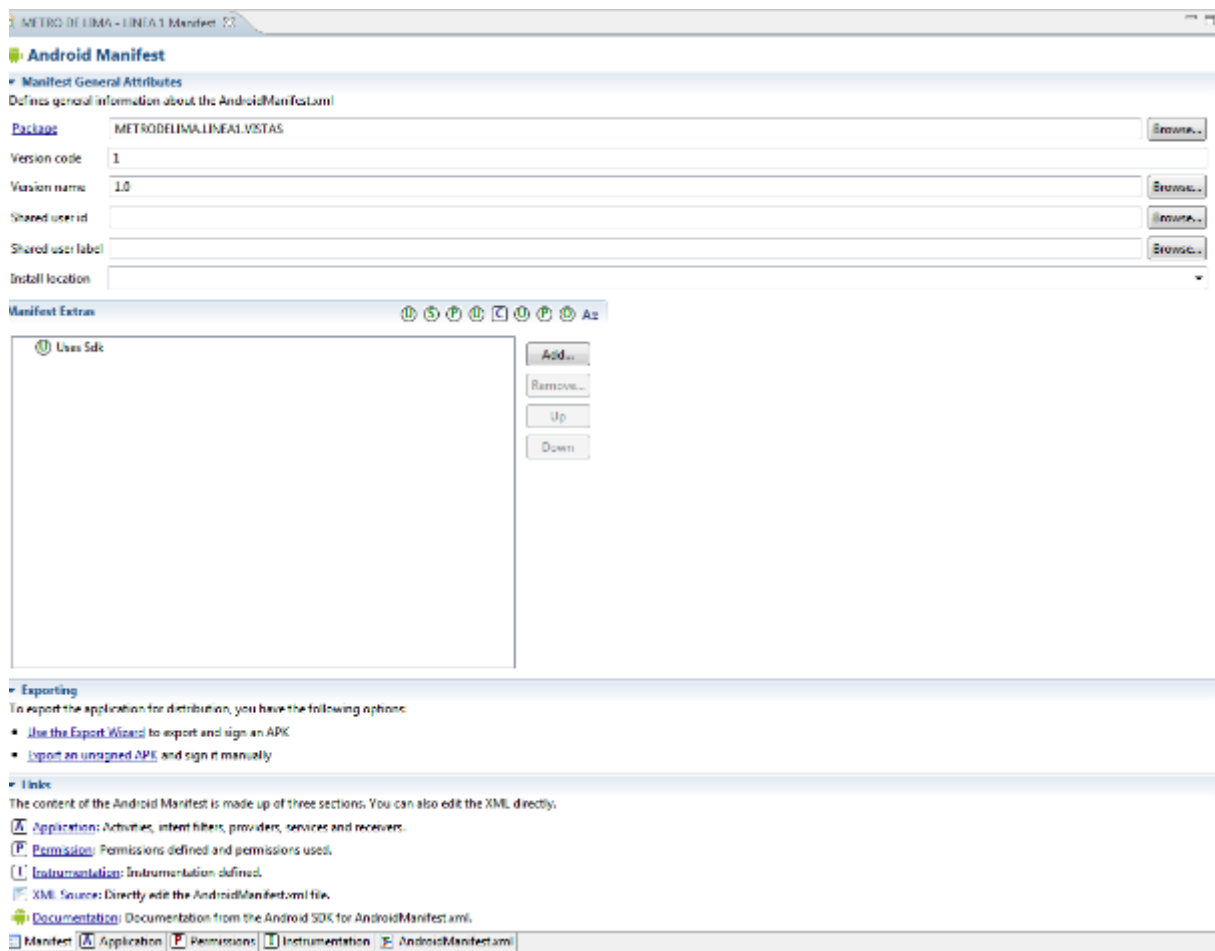 METRO DE LIMA - LINEA 1 Manifest
Android Manifest
Manifest General Attributes
Defines general information about the AndroidManifest.xml
Package METRODELIMA.LINEA1.VISTAS Browse...
Version code 1
Version name 1.0 Browse...
Shared user id Browse...
Shared user label Browse...
Install location
Manifest Extras U S P U C U P O Az
U Uses Sdk
Add...
Remove...
Up
Down
Exporting
To export the application for distribution, you have the following options:
Use the Export Wizard to export and sign an APK
Export an unsigned APK and sign it manually
Links
The content of the Android Manifest is made up of three sections. You can also edit the XML directly.
A Application: Activities, intent filters, providers, services and receivers.
P Permission: Permissions defined and permissions used.
I Instrumentation: Instrumentation defined.
XML Source: Directly edit the AndroidManifest.xml file.
Documentation: Documentation from the Android SDK for AndroidManifest.xml.
Manifest A Application P Permissions I Instrumentation AndroidManifest.xml